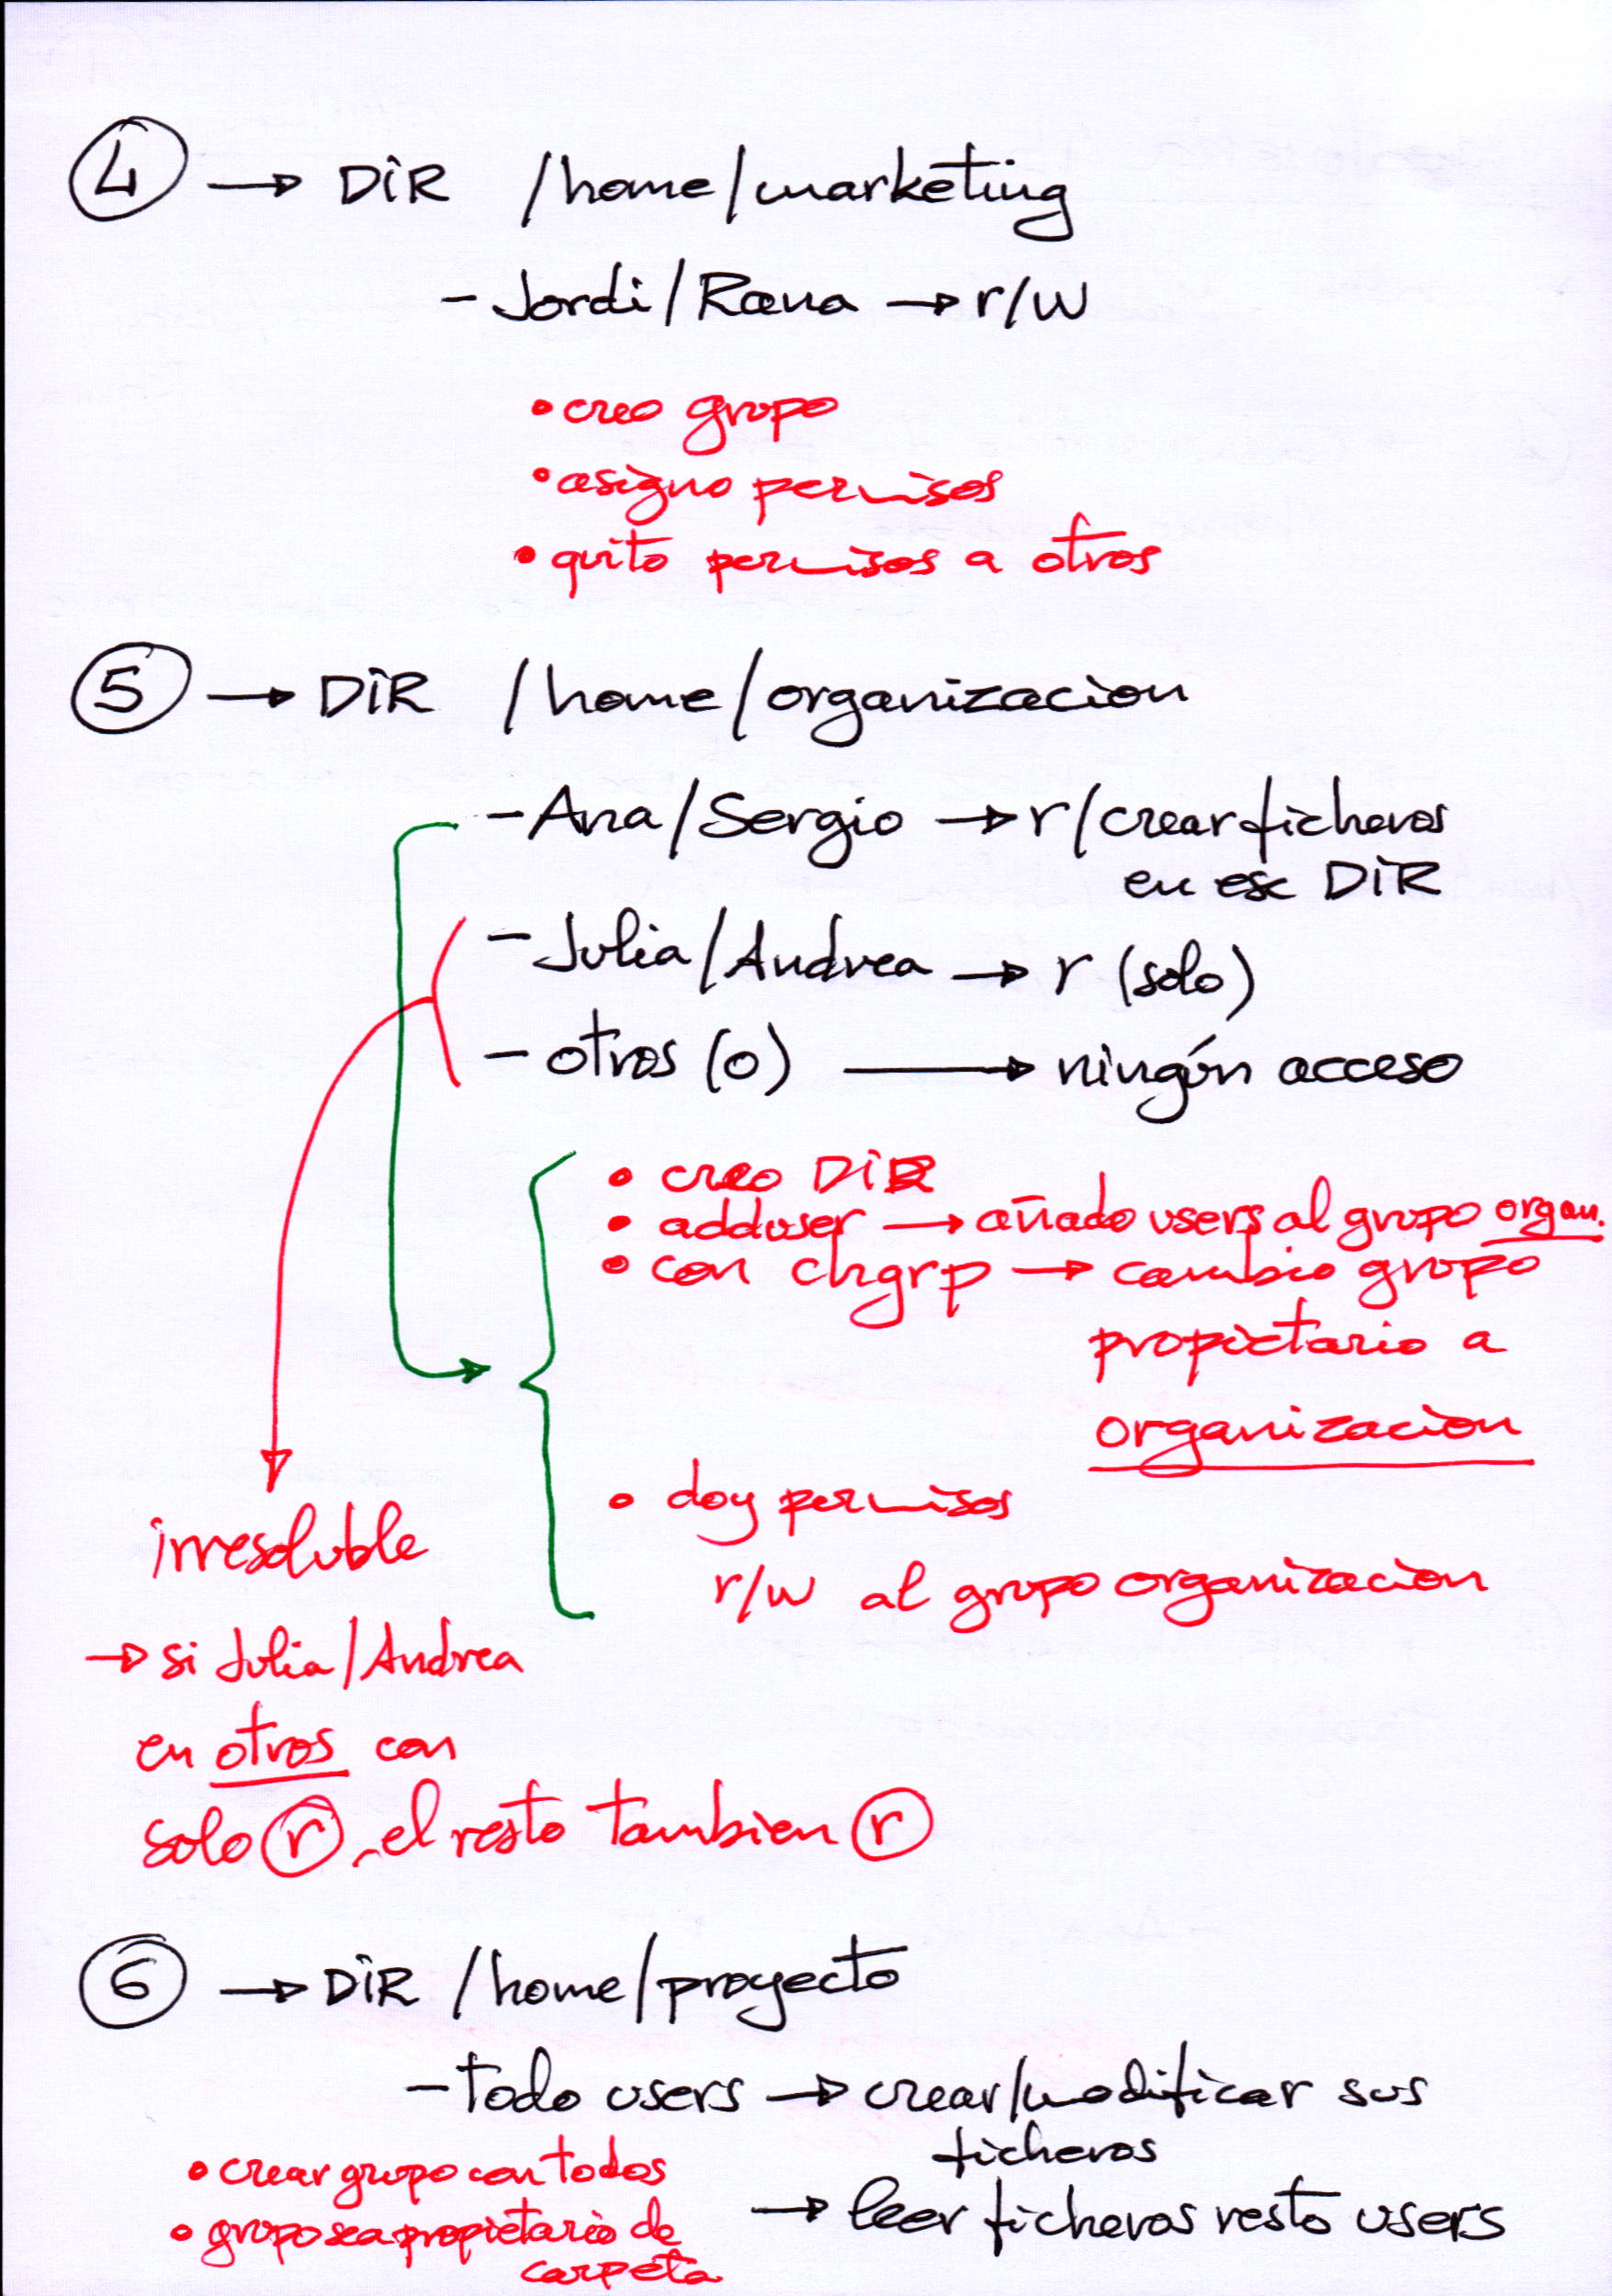 4 → DIR /home/marketing
- Jordi/Raena → r/w
• creo grupo
• asigno permisos
• quito permisos a otros
5 → DIR /home/organizacion
- Ana/Sergio → r/crear ficheros
en ese DIR
- Julia/Andrea → r (solo)
- otros (o) → ningún acceso
• creo DIR
• adduser → añado users al grupo organ.
• con chgrp → cambio grupo
propietario a
organizacion
• doy permisos
r/w al grupo organizacion
irresoluble
→ si Julia/Andrea
en otros con
solo r, el resto tambien r
6 → DIR /home/proyecto
- Todo users → crear/modificar sus
ficheros
→ leer ficheros resto users
• crear grupo con todos
• grupo sea propietario de
carpeta